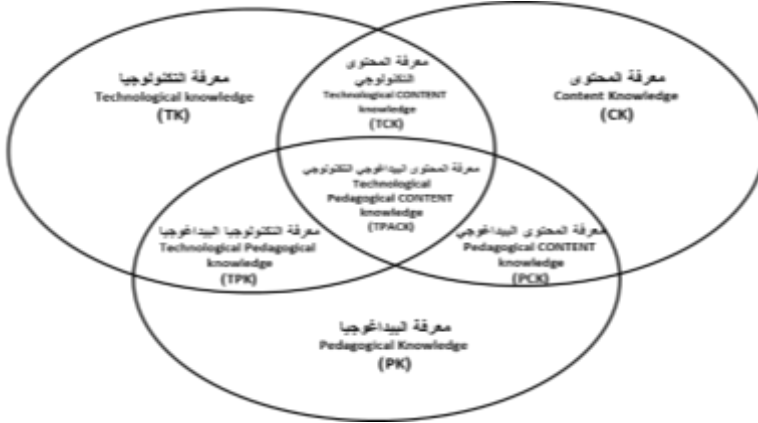 معرفة التكنولوجيا
Technological knowledge
(TK)
معرفة المحتوى
التكنولوجي
Technological CONTENT
knowledge
(TCK)
معرفة المحتوى
Content Knowledge
(CK)
معرفة المحتوى البيداغوجي التكنولوجي
Technological
Pedagogical CONTENT
knowledge
(TPACK)
معرفة التكنولوجيا البيداغوجيا
Technological Pedagogical
knowledge
(TPK)
معرفة المحتوى البيداغوجي
Pedagogical CONTENT
knowledge
(PCK)
معرفة البيداغوجيا
Pedagogical Knowledge
(PK)